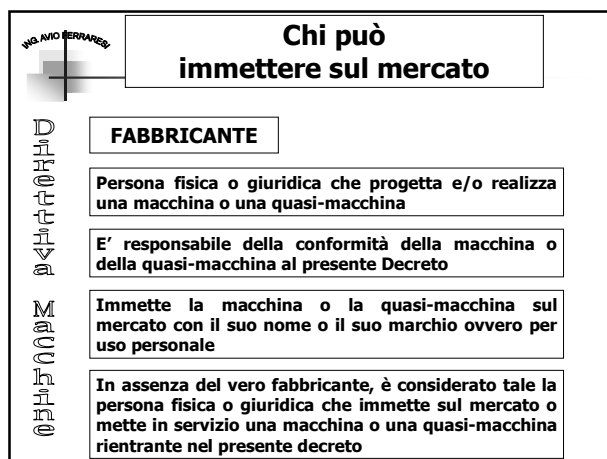 ING. AVIO FERRARESI
Chi può
immettere sul mercato
Direttiva Macchine
FABBRICANTE
Persona fisica o giuridica che progetta e/o realizza
una macchina o una quasi-macchina
E’ responsabile della conformità della macchina o
della quasi-macchina al presente Decreto
Immette la macchina o la quasi-macchina sul
mercato con il suo nome o il suo marchio ovvero per
uso personale
In assenza del vero fabbricante, è considerato tale la
persona fisica o giuridica che immette sul mercato o
mette in servizio una macchina o una quasi-macchina
rientrante nel presente decreto